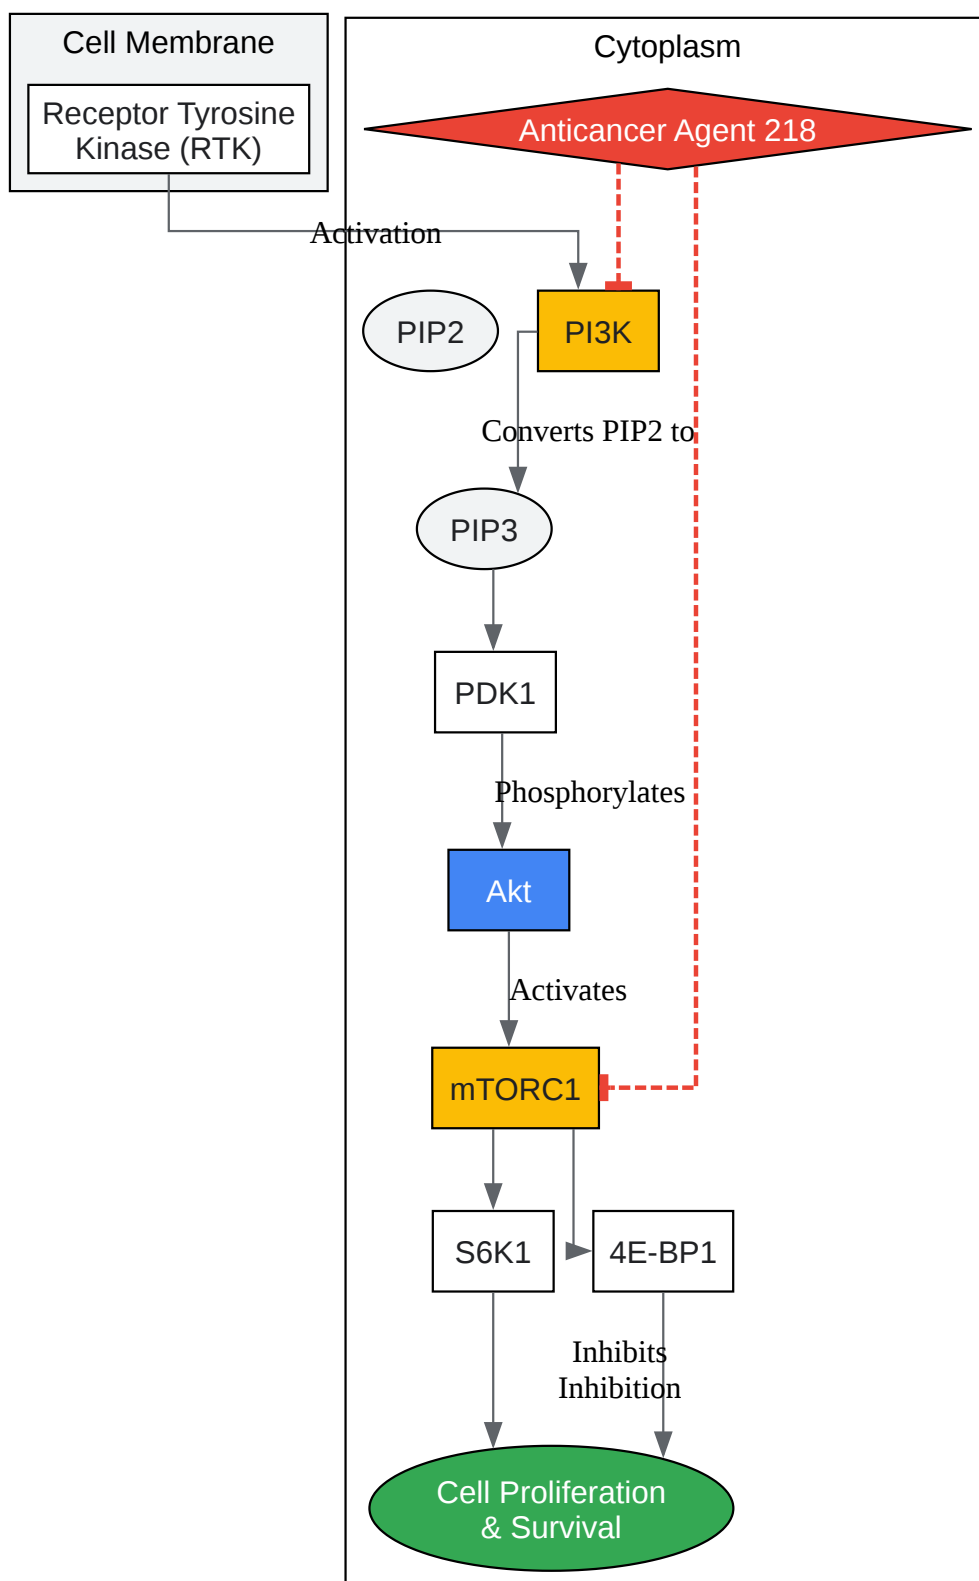 Cell Membrane
Cytoplasm
Receptor Tyrosine
Kinase (RTK)
Anticancer Agent 218
Activation
PIP2
PI3K
Converts PIP2 to
PIP3
PDK1
Phosphorylates
Akt
Activates
mTORC1
S6K1
4E-BP1
Inhibits
Inhibition
Cell Proliferation
& Survival